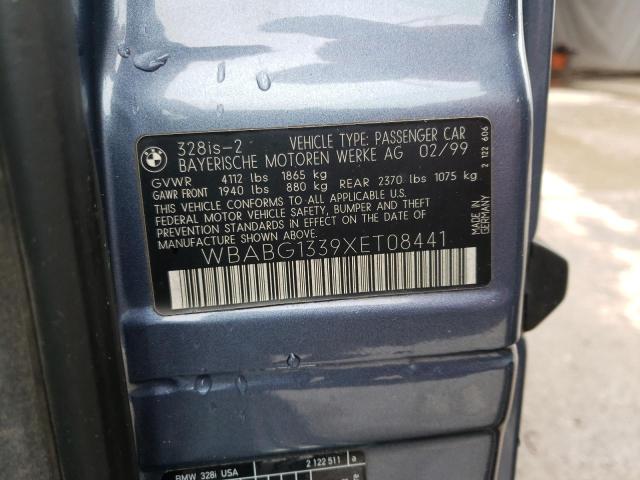 328is-2 VEHICLE TYPE: PASSENGER CAR
BAYERISCHE MOTOREN WERKE AG 02/99
GVWR 4112 lbs 1865 kg
GAWR FRONT 1940 lbs 880 kg REAR 2370 lbs 1075 kg
THIS VEHICLE CONFORMS TO ALL APPLICABLE U.S.
FEDERAL MOTOR VEHICLE SAFETY, BUMPER AND THEFT
PREVENTION STANDARDS IN EFFECT ON THE DATE OF
MANUFACTURE SHOWN ABOVE.
WBABG1339XET08441
MADE IN
GERMANY
2 122 606
BMW 328i USA 2 122 511 a